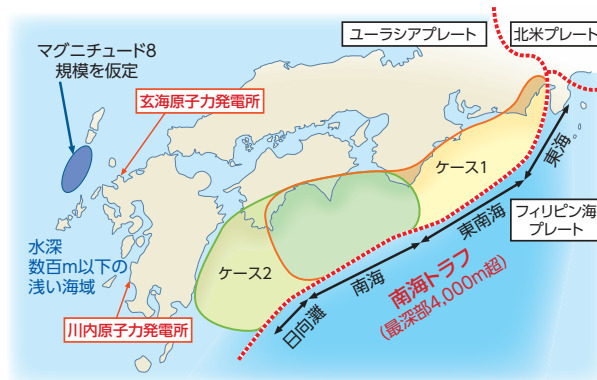 ユーラシアプレート
北米プレート
マグニチュード8
規模を仮定
玄海原子力発電所
ケース1
東海
東南海
フィリピン海
プレート
水深
数百m以下の
浅い海域
ケース2
南海
南海トラフ
(最深部4,000m超)
川内原子力発電所
日向灘